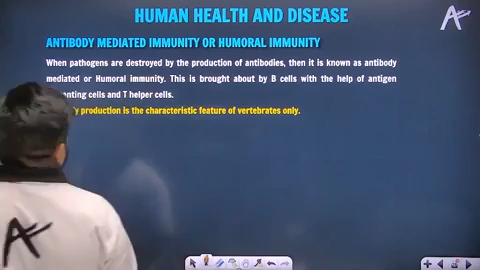 HUMAN HEALTH AND DISEASE
ANTIBODY MEDIATED IMMUNITY OR HUMORAL IMMUNITY
When pathogens are destroyed by the production of antibodies, then it is known as antibody
mediated or Humoral immunity. This is brought about by B cells with the help of antigen
cells and T helper cells.
production is the characteristic feature of vertebrates only.